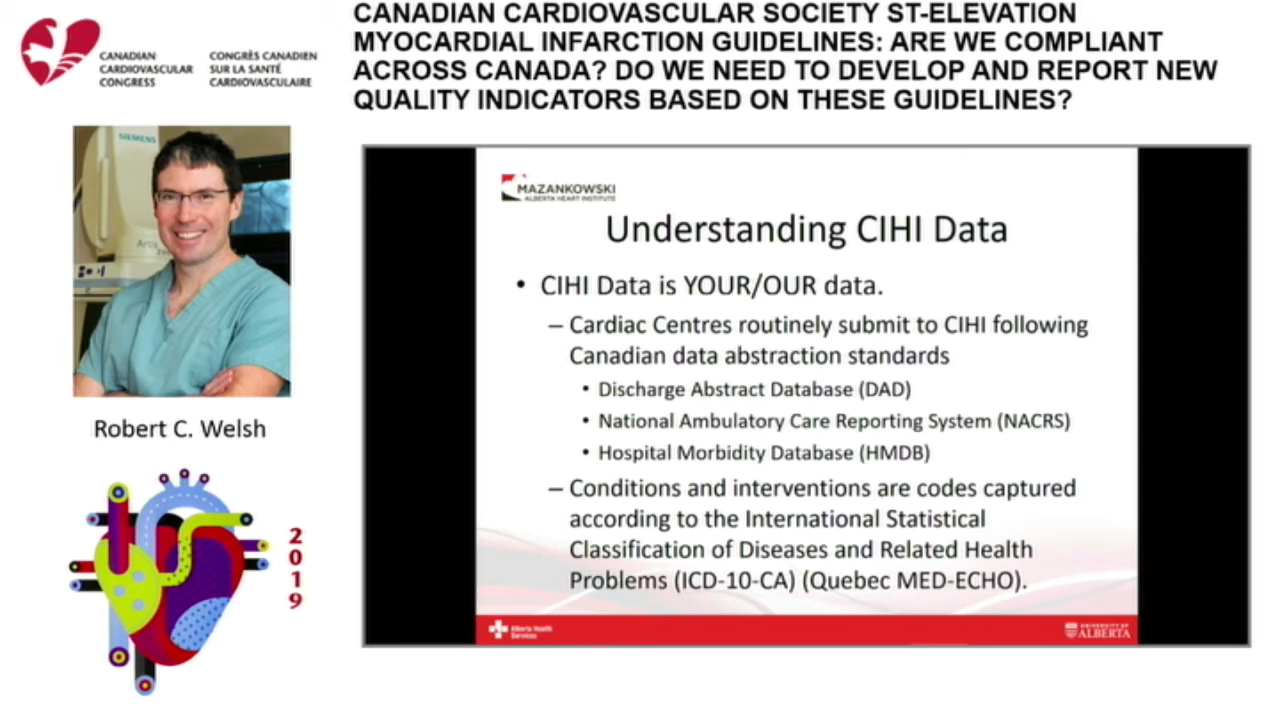 CANADIAN CARDIOVASCULAR SOCIETY ST-ELEVATION
MYOCARDIAL INFARCTION GUIDELINES: ARE WE COMPLIANT
ACROSS CANADA? DO WE NEED TO DEVELOP AND REPORT NEW
QUALITY INDICATORS BASED ON THESE GUIDELINES?
CANADIAN
CARDIOVASCULAR
CONGRESS
CONGRÈS CANADIEN
SUR LA SANTÉ
CARDIOVASCULAIRE
SIEMENS
Artis
Robert C. Welsh
2019
MAZANKOWSKI
ALBERTA HEART INSTITUTE
Understanding CIHI Data
• CIHI Data is YOUR/OUR data.
– Cardiac Centres routinely submit to CIHI following
Canadian data abstraction standards
• Discharge Abstract Database (DAD)
• National Ambulatory Care Reporting System (NACRS)
• Hospital Morbidity Database (HMDB)
– Conditions and interventions are codes captured
according to the International Statistical
Classification of Diseases and Related Health
Problems (ICD-10-CA) (Quebec MED-ECHO).
Alberta Health
Services
UNIVERSITY OF
ALBERTA